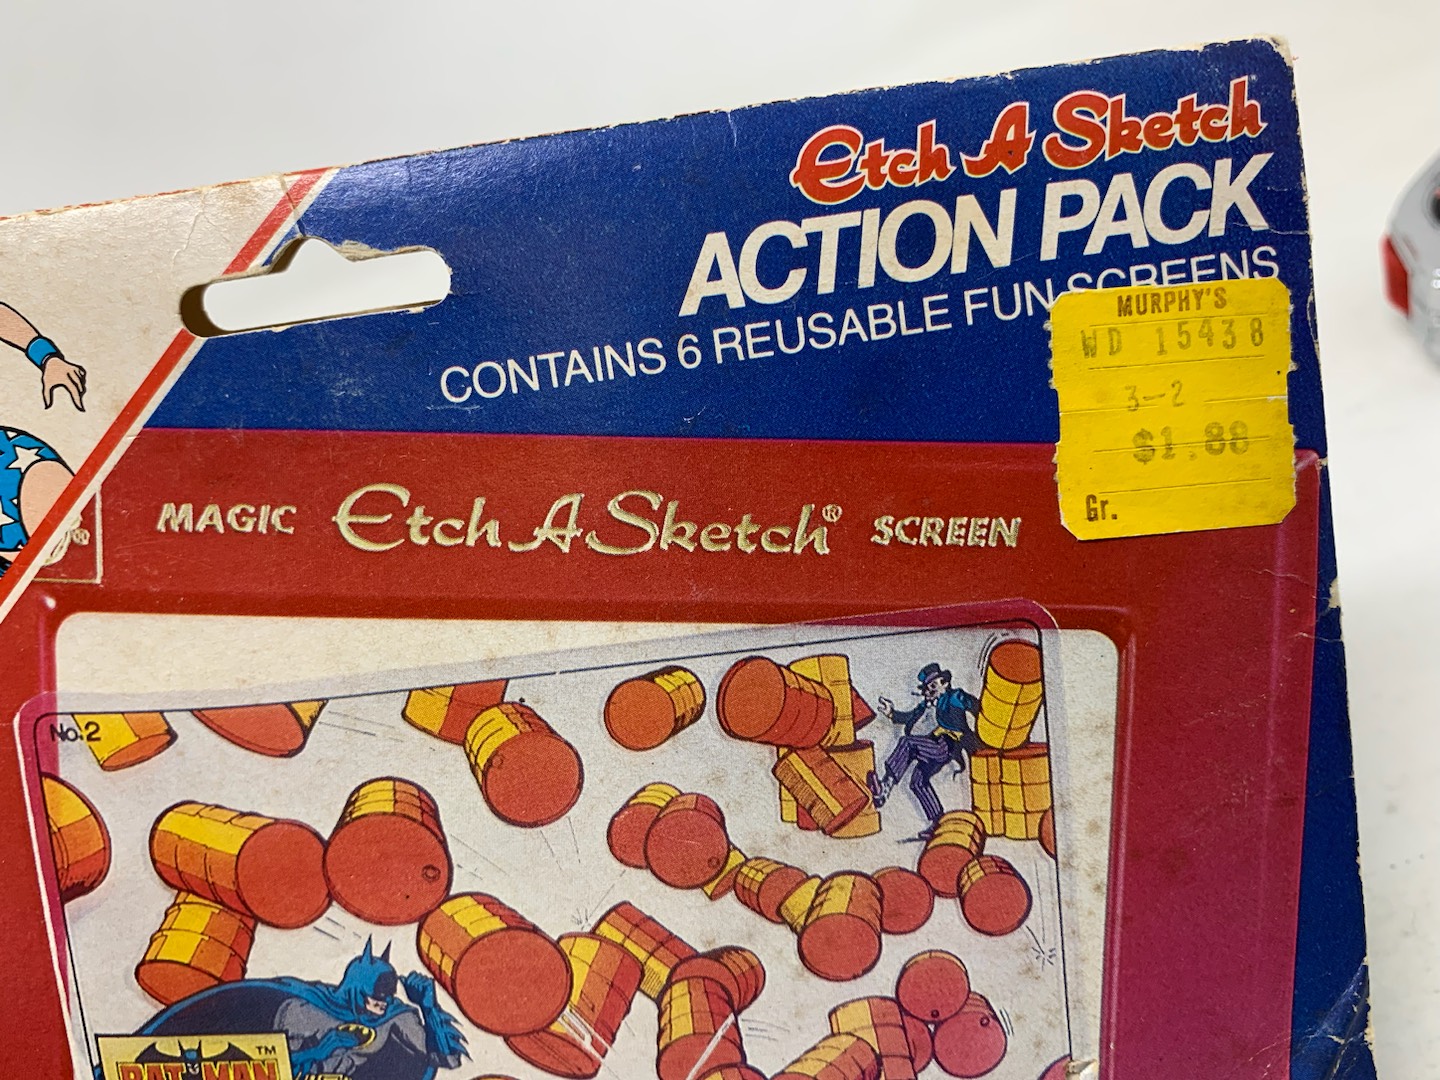 Etch A Sketch
ACTION PACK
CONTAINS 6 REUSABLE FUN SCREENS
MURPHY'S
WD 15438
3-2
$1.88
Gr.
MAGIC Etch A Sketch® SCREEN
®
No.2
BATMAN™